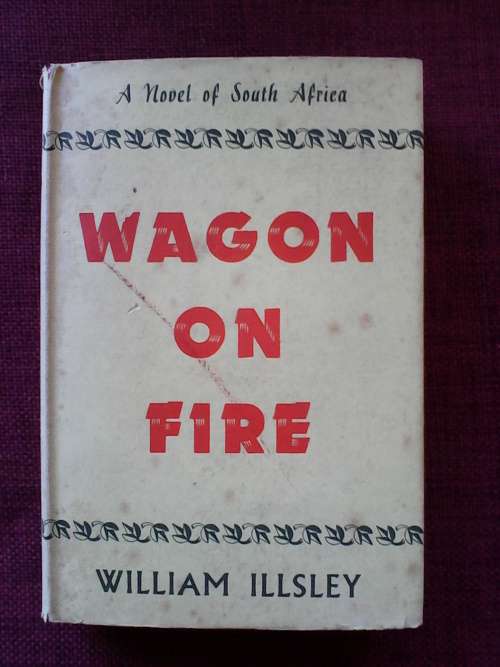 A Novel of South Africa
WAGON
ON
FIRE
WILLIAM ILLSLEY